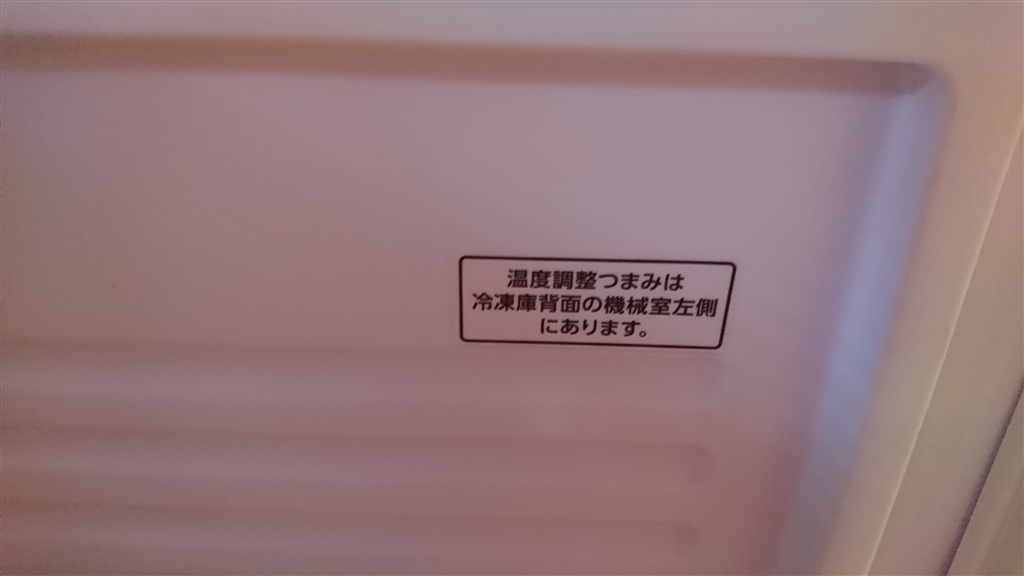 温度調整つまみは
冷凍庫背面の機械室左側
にあります。